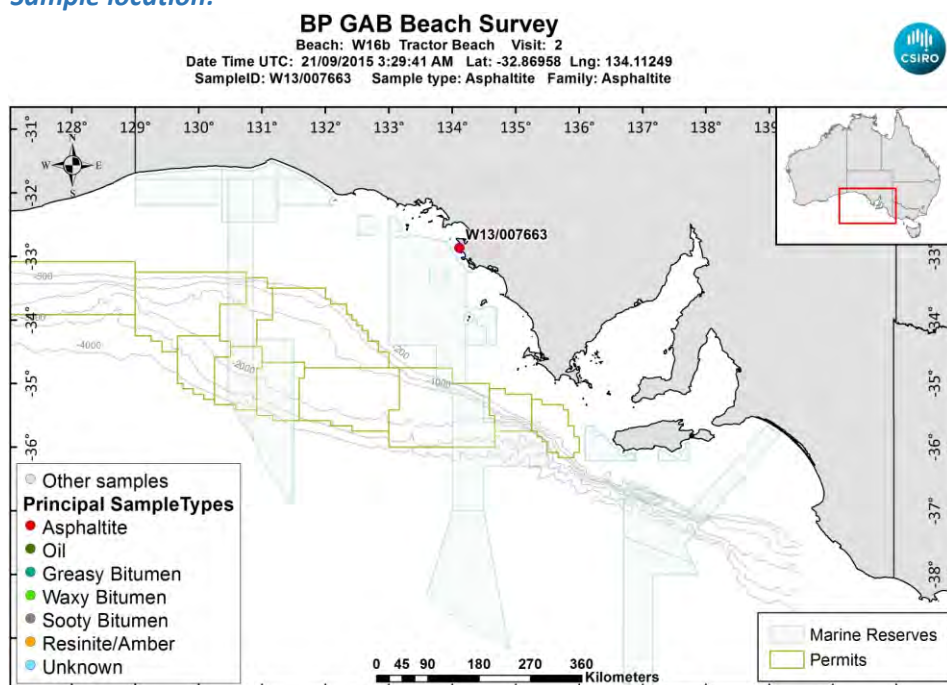 Sample location:
BP GAB Beach Survey
Beach: W16b Tractor Beach Visit: 2
Date Time UTC: 21/09/2015 3:29:41 AM Lat: -32.86958 Lng: 134.11249
SampleID: W13/007663 Sample type: Asphaltite Family: Asphaltite
CSIRO
128° 129° 130° 131° 132° 133° 134° 135° 136° 137° 138° 139
-31°
-32°
-33°
-34°
-35°
-36°
-37°
-38°
-33°
-34°
-35°
-36°
-37°
-38°
N
W E
S
W13/007663
-200
-1000
-2000
-4000
Other samples
Principal SampleTypes
Asphaltite
Oil
Greasy Bitumen
Waxy Bitumen
Sooty Bitumen
Resinite/Amber
Unknown
0 45 90 180 270 360
Kilometers
Marine Reserves
Permits